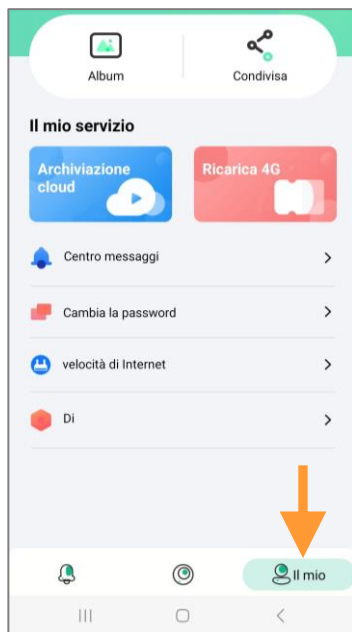 Album
Condivisa
Il mio servizio
Archiviazione
cloud
Ricarica 4G
Centro messaggi
Cambia la password
velocità di Internet
Di
Il mio